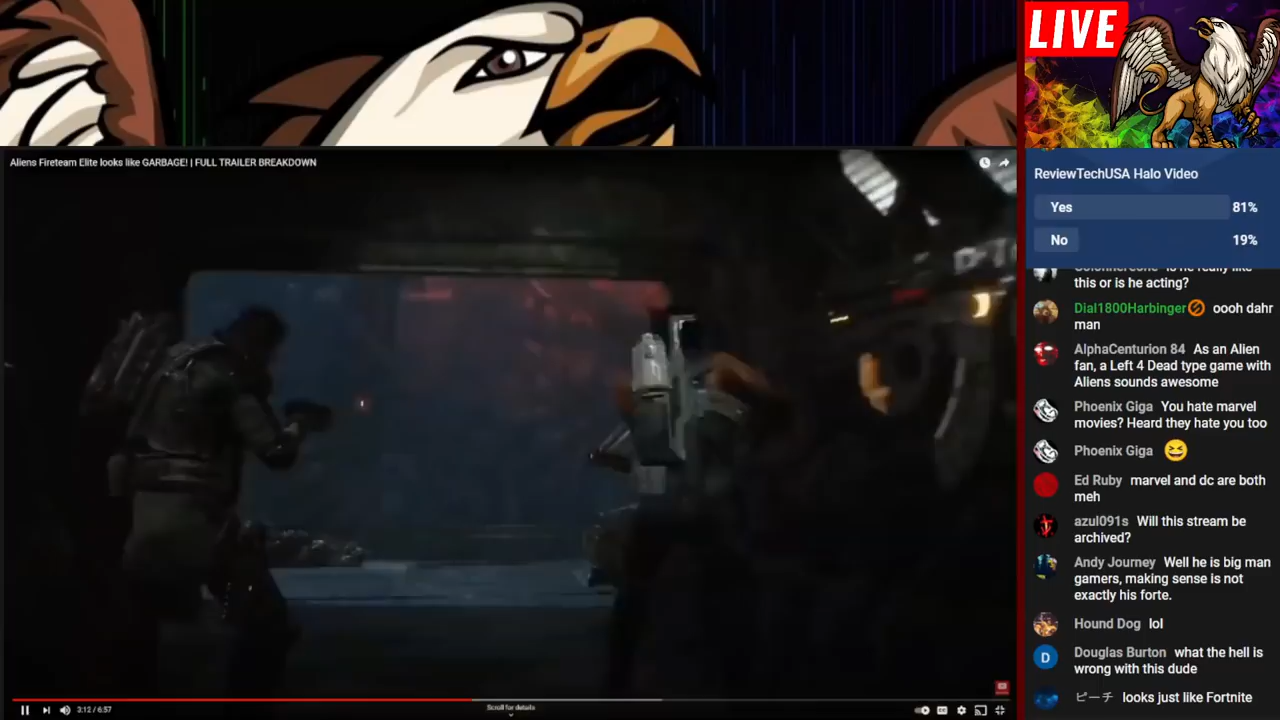 LIVE
Aliens Fireteam Elite looks like GARBAGE! | FULL TRAILER BREAKDOWN
ReviewTechUSA Halo Video
Yes 81%
No 19%
this or is he acting?
Dial1800Harbinger oooh dahr
man
AlphaCenturion 84 As an Alien
fan, a Left 4 Dead type game with
Aliens sounds awesome
Phoenix Giga You hate marvel
movies? Heard they hate you too
Phoenix Giga
Ed Ruby marvel and dc are both
meh
azul091s Will this stream be
archived?
Andy Journey Well he is big man
gamers, making sense is not
exactly his forte.
Hound Dog lol
D
Douglas Burton what the hell is
wrong with this dude
ピーチ looks just like Fortnite
3:12 / 6:57
Scroll for details